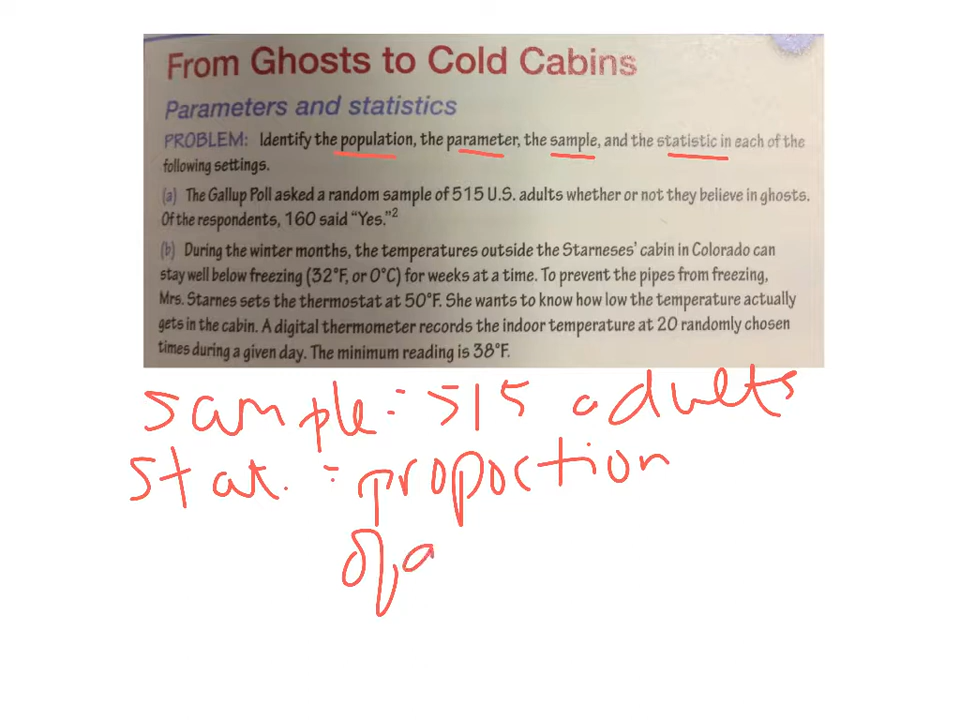 From Ghosts to Cold Cabins
Parameters and statistics
PROBLEM: Identify the population, the parameter, the sample, and the statistic in each of the
following settings.
(a) The Gallup Poll asked a random sample of 515 U.S. adults whether or not they believe in ghosts.
Of the respondents, 160 said “Yes.”2
(b) During the winter months, the temperatures outside the Starneses' cabin in Colorado can
stay well below freezing (32°F, or 0°C) for weeks at a time. To prevent the pipes from freezing,
Mrs. Starnes sets the thermostat at 50°F. She wants to know how low the temperature actually
gets in the cabin. A digital thermometer records the indoor temperature at 20 randomly chosen
times during a given day. The minimum reading is 38°F.
sample: 515 adults
stat. : proportion
of a